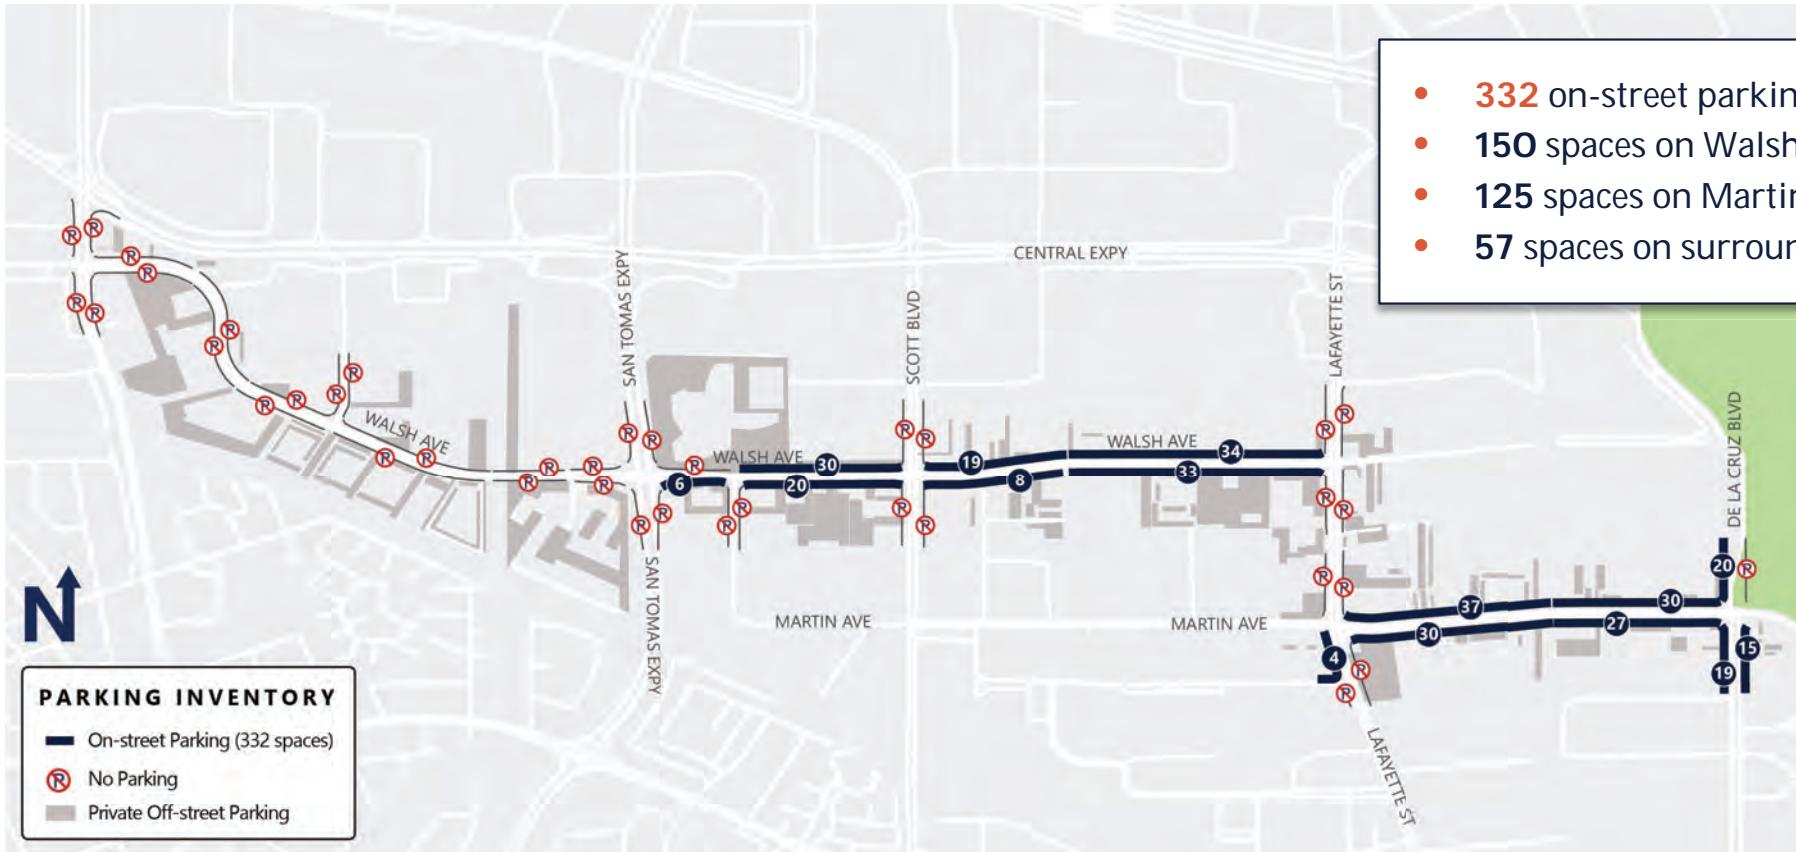 • 332 on-street parkin
• 150 spaces on Walsh
• 125 spaces on Martin
• 57 spaces on surroun
CENTRAL EXPY
SAN TOMAS EXPY
SCOTT BLVD
LAFAYETTE ST
DE LA CRUZ BLVD
WALSH AVE
WALSH AVE
WALSH AVE
30
19
34
6
20
8
33
20
37
30
30
27
4
15
19
MARTIN AVE
MARTIN AVE
SAN TOMAS EXPY
LAFAYETTE ST
N
PARKING INVENTORY
On-street Parking (332 spaces)
No Parking
Private Off-street Parking